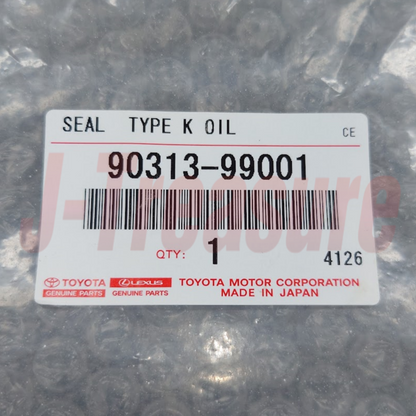 SEAL TYPE K OIL
CE
90313-99001
QTY: 1
4126
TOYOTA LEXUS TOYOTA MOTOR CORPORATION
GENUINE PARTS GENUINE PARTS MADE IN JAPAN
J-Treasure